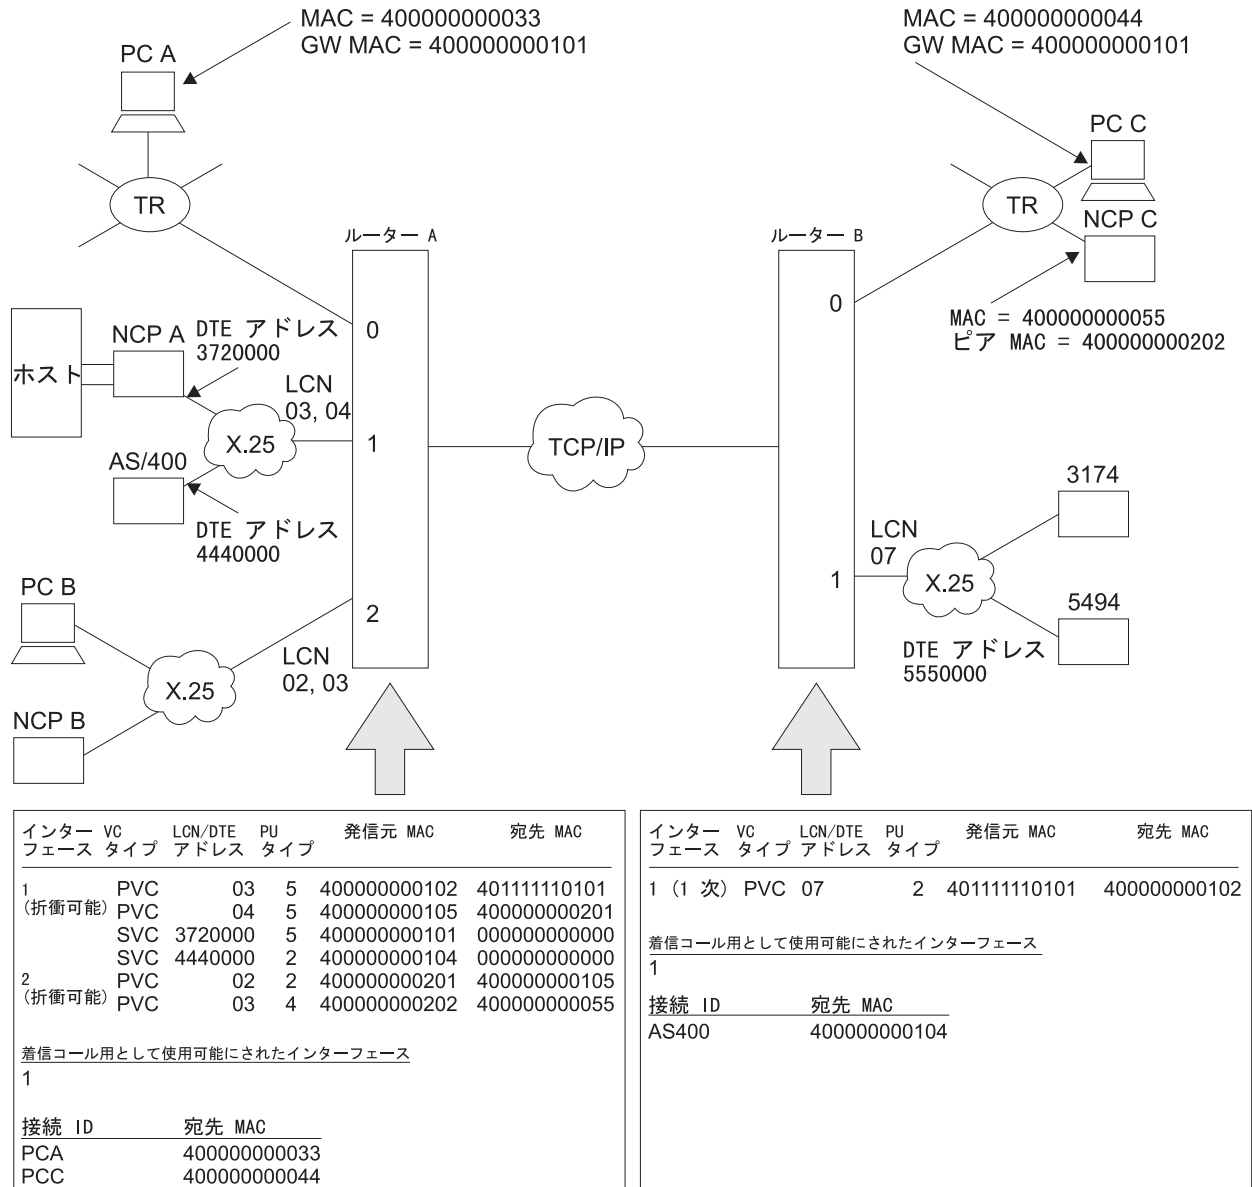 MAC = 400000000033
GW MAC = 400000000101
PC A
TR
MAC = 400000000044
GW MAC = 400000000101
PC C
TR
NCP C
MAC = 400000000055
ピア MAC = 400000000202
ルーター A
0
1
2
ルーター B
0
1
ホスト
NCP A
DTE アドレス
3720000
LCN
03, 04
X.25
AS/400
DTE アドレス
4440000
TCP/IP
PC B
X.25
LCN
02, 03
NCP B
3174
LCN
07
X.25
5494
DTE アドレス
5550000
インター VC LCN/DTE PU 発信元 MAC 宛先 MAC
フェース タイプ アドレス タイプ
1 PVC 03 5 400000000102 401111110101
(折衝可能) PVC 04 5 400000000105 400000000201
SVC 3720000 5 400000000101 000000000000
SVC 4440000 2 400000000104 000000000000
2 PVC 02 2 400000000201 400000000105
(折衝可能) PVC 03 4 400000000202 400000000055
着信コール用として使用可能にされたインターフェース
1
接続 ID 宛先 MAC
PCA 400000000033
PCC 400000000044
インター VC LCN/DTE PU 発信元 MAC 宛先 MAC
フェース タイプ アドレス タイプ
1 (1 次) PVC 07 2 401111110101 400000000102
着信コール用として使用可能にされたインターフェース
1
接続 ID 宛先 MAC
AS400 400000000104